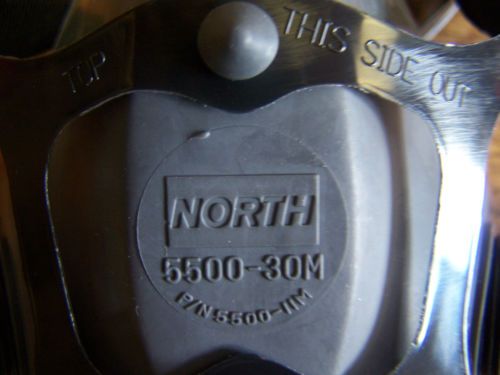 TOP
THIS SIDE OUT
NORTH
5500-30M
P/N 5500-11M